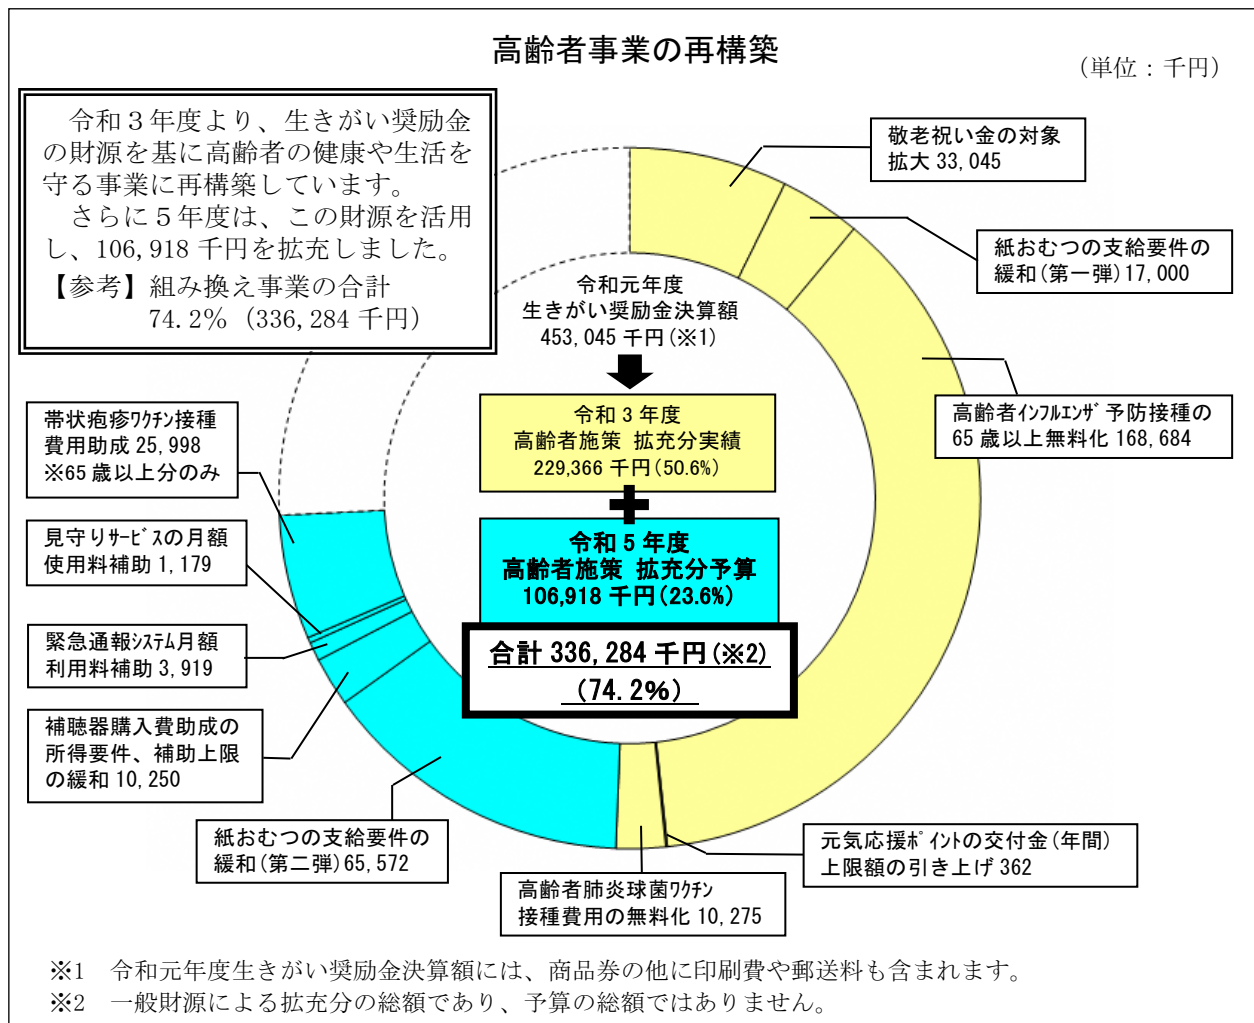 高齢者事業の再構築
（単位：千円）
令和３年度より、生きがい奨励金
の財源を基に高齢者の健康や生活を
守る事業に再構築しています。
さらに５年度は、この財源を活用
し、106,918 千円を拡充しました。
【参考】組み換え事業の合計
74.2％（336,284 千円）
敬老祝い金の対象
拡大 33,045
紙おむつの支給要件の
緩和(第一弾) 17,000
高齢者ｲﾝﾌﾙｴﾝｻﾞ予防接種の
65 歳以上無料化 168,684
令和元年度
生きがい奨励金決算額
453,045 千円(※1)
令和 3 年度
高齢者施策 拡充分実績
229,366 千円(50.6%)
令和 5 年度
高齢者施策 拡充分予算
106,918 千円(23.6%)
合計 336,284 千円(※2)
(74.2%)
帯状疱疹ﾜｸﾁﾝ接種
費用助成 25,998
※65 歳以上分のみ
見守りｻｰﾋﾞｽの月額
使用料補助 1,179
緊急通報ｼｽﾃﾑ月額
利用料補助 3,919
補聴器購入費助成の
所得要件、補助上限
の緩和 10,250
紙おむつの支給要件の
緩和(第二弾) 65,572
高齢者肺炎球菌ﾜｸﾁﾝ
接種費用の無料化 10,275
元気応援ﾎﾟｲﾝﾄの交付金(年間)
上限額の引き上げ 362
※1　令和元年度生きがい奨励金決算額には、商品券の他に印刷費や郵送料も含まれます。
※2　一般財源による拡充分の総額であり、予算の総額ではありません。